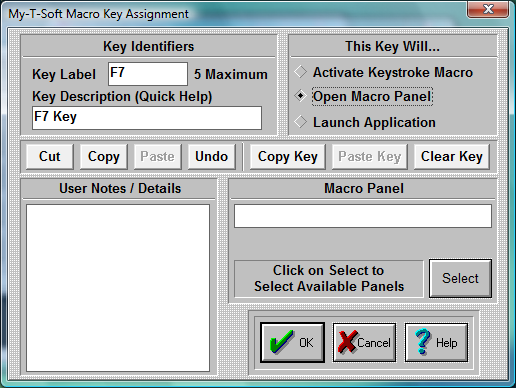 My-T-Soft Macro Key Assignment
Key Identifiers
Key Label F7 5 Maximum
Key Description (Quick Help)
F7 Key
This Key Will...
Activate Keystroke Macro
Open Macro Panel
Launch Application
Cut Copy Paste Undo Copy Key Paste Key Clear Key
User Notes / Details
Macro Panel
Click on Select to
Select Available Panels
Select
OK Cancel Help